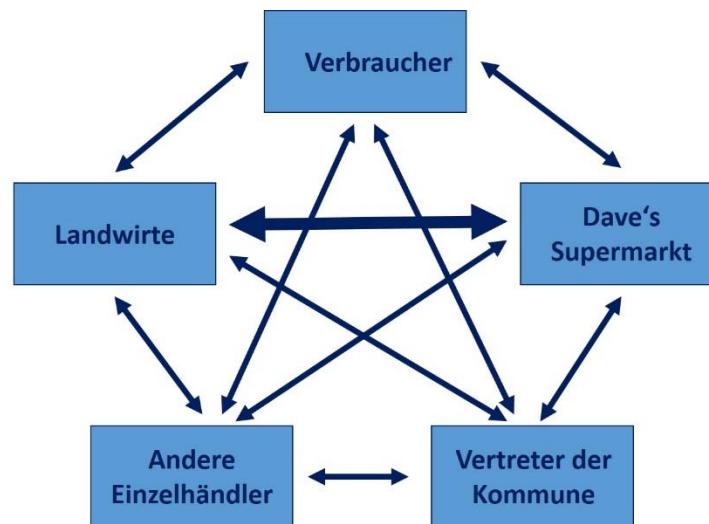 Verbraucher
Landwirte
Dave‘s
Supermarkt
Andere
Einzelhändler
Vertreter der
Kommune